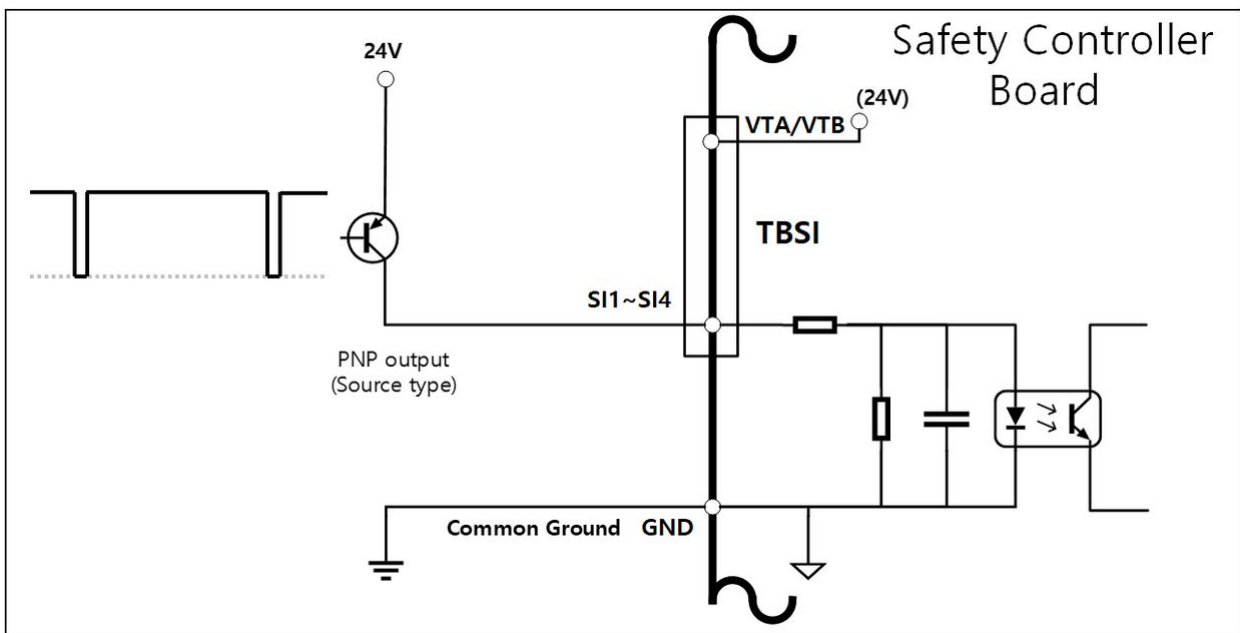 Safety Controller
Board
24V
(24V)
VTA/VTB
TBSI
SI1~SI4
PNP output
(Source type)
Common Ground GND